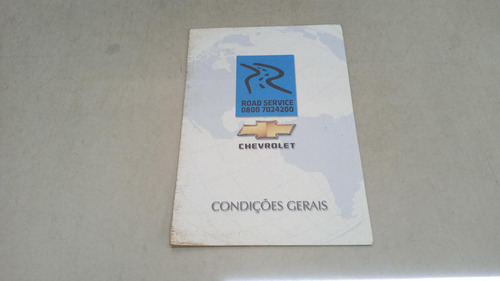 ROAD SERVICE
0800 7024200
CHEVROLET
CONDIÇÕES GERAIS